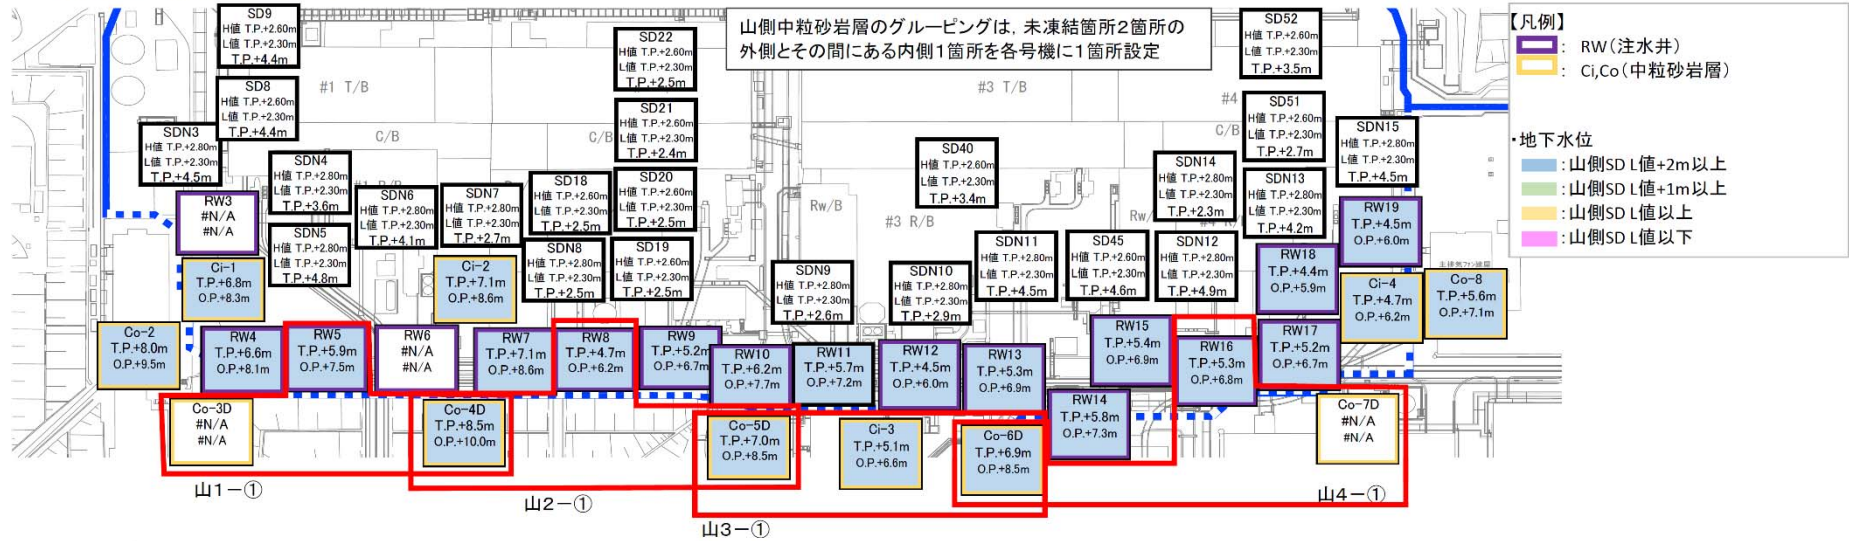 山側中粒砂岩層のグルーピングは，未凍結箇所2箇所の
外側とその間にある内側1箇所を各号機に1箇所設定
【凡例】
： RW（注水井）
： Ci,Co（中粒砂岩層）
・地下水位
：山側SD L値+2m以上
：山側SD L値+1m以上
：山側SD L値以上
：山側SD L値以下
SD9
H値 T.P.+2.60m
L値 T.P.+2.30m
T.P.+4.4m
SD8
H値 T.P.+2.60m
L値 T.P.+2.30m
T.P.+4.4m
SDN3
H値 T.P.+2.80m
L値 T.P.+2.30m
T.P.+4.5m
SDN4
H値 T.P.+2.80m
L値 T.P.+2.30m
T.P.+3.6m
SDN5
H値 T.P.+2.80m
L値 T.P.+2.30m
T.P.+4.8m
SDN6
H値 T.P.+2.80m
L値 T.P.+2.30m
T.P.+4.1m
SDN7
H値 T.P.+2.80m
L値 T.P.+2.30m
T.P.+2.7m
SD18
H値 T.P.+2.60m
L値 T.P.+2.30m
T.P.+2.5m
SDN8
H値 T.P.+2.80m
L値 T.P.+2.30m
T.P.+2.5m
SD22
H値 T.P.+2.60m
L値 T.P.+2.30m
T.P.+2.5m
SD21
H値 T.P.+2.60m
L値 T.P.+2.30m
T.P.+2.4m
SD20
H値 T.P.+2.60m
L値 T.P.+2.30m
T.P.+2.5m
SD19
H値 T.P.+2.60m
L値 T.P.+2.30m
T.P.+2.5m
SDN9
H値 T.P.+2.80m
L値 T.P.+2.30m
T.P.+2.6m
SD40
H値 T.P.+2.60m
L値 T.P.+2.30m
T.P.+3.4m
SDN10
H値 T.P.+2.80m
L値 T.P.+2.30m
T.P.+2.9m
SDN11
H値 T.P.+2.80m
L値 T.P.+2.30m
T.P.+4.5m
SD45
H値 T.P.+2.60m
L値 T.P.+2.30m
T.P.+4.6m
SDN12
H値 T.P.+2.80m
L値 T.P.+2.30m
T.P.+4.9m
SDN14
H値 T.P.+2.80m
L値 T.P.+2.30m
T.P.+2.3m
SD52
H値 T.P.+2.60m
L値 T.P.+2.30m
T.P.+3.5m
SD51
H値 T.P.+2.60m
L値 T.P.+2.30m
T.P.+2.7m
SDN13
H値 T.P.+2.80m
L値 T.P.+2.30m
T.P.+4.2m
SDN15
H値 T.P.+2.80m
L値 T.P.+2.30m
T.P.+4.5m
#1 T/B
C/B
C/B
#3 T/B
#4
C/B
Rw/B
#3 R/B
RW3
#N/A
#N/A
Ci-1
T.P.+6.8m
O.P.+8.3m
Ci-2
T.P.+7.1m
O.P.+8.6m
Co-2
T.P.+8.0m
O.P.+9.5m
RW4
T.P.+6.6m
O.P.+8.1m
RW5
T.P.+5.9m
O.P.+7.5m
RW6
#N/A
#N/A
RW7
T.P.+7.1m
O.P.+8.6m
RW8
T.P.+4.7m
O.P.+6.2m
RW9
T.P.+5.2m
O.P.+6.7m
RW10
T.P.+6.2m
O.P.+7.7m
RW11
T.P.+5.7m
O.P.+7.2m
RW12
T.P.+4.5m
O.P.+6.0m
RW13
T.P.+5.3m
O.P.+6.9m
RW14
T.P.+5.8m
O.P.+7.3m
RW15
T.P.+5.4m
O.P.+6.9m
RW16
T.P.+5.3m
O.P.+6.8m
RW17
T.P.+5.2m
O.P.+6.7m
RW18
T.P.+4.4m
O.P.+5.9m
RW19
T.P.+4.5m
O.P.+6.0m
Ci-4
T.P.+4.7m
O.P.+6.2m
Co-8
T.P.+5.6m
O.P.+7.1m
Co-3D
#N/A
#N/A
Co-4D
T.P.+8.5m
O.P.+10.0m
Co-5D
T.P.+7.0m
O.P.+8.5m
Ci-3
T.P.+5.1m
O.P.+6.6m
Co-6D
T.P.+6.9m
O.P.+8.5m
Co-7D
#N/A
#N/A
山1－①
山2－①
山3－①
山4－①